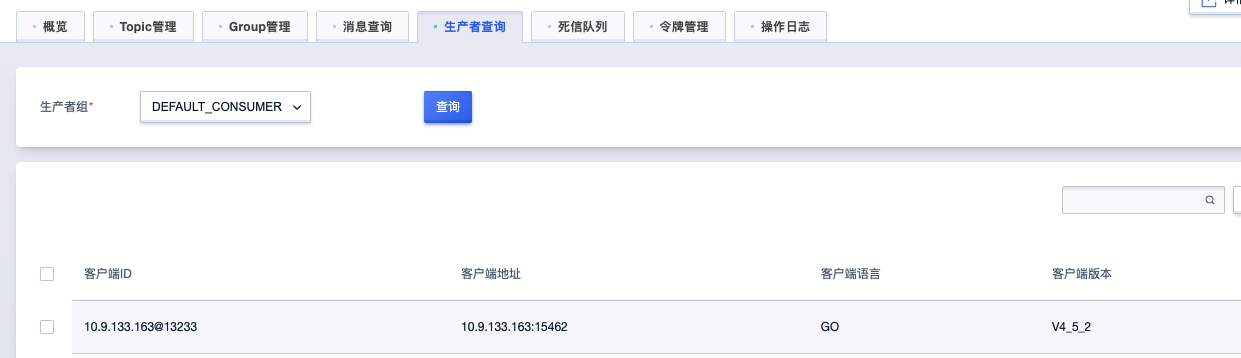 概览 Topic管理 Group管理 消息查询 生产者查询 死信队列 令牌管理 操作日志
生产者组* DEFAULT_CONSUMER 查询
客户端ID 客户端地址 客户端语言 客户端版本
10.9.133.163@13233 10.9.133.163:15462 GO V4_5_2